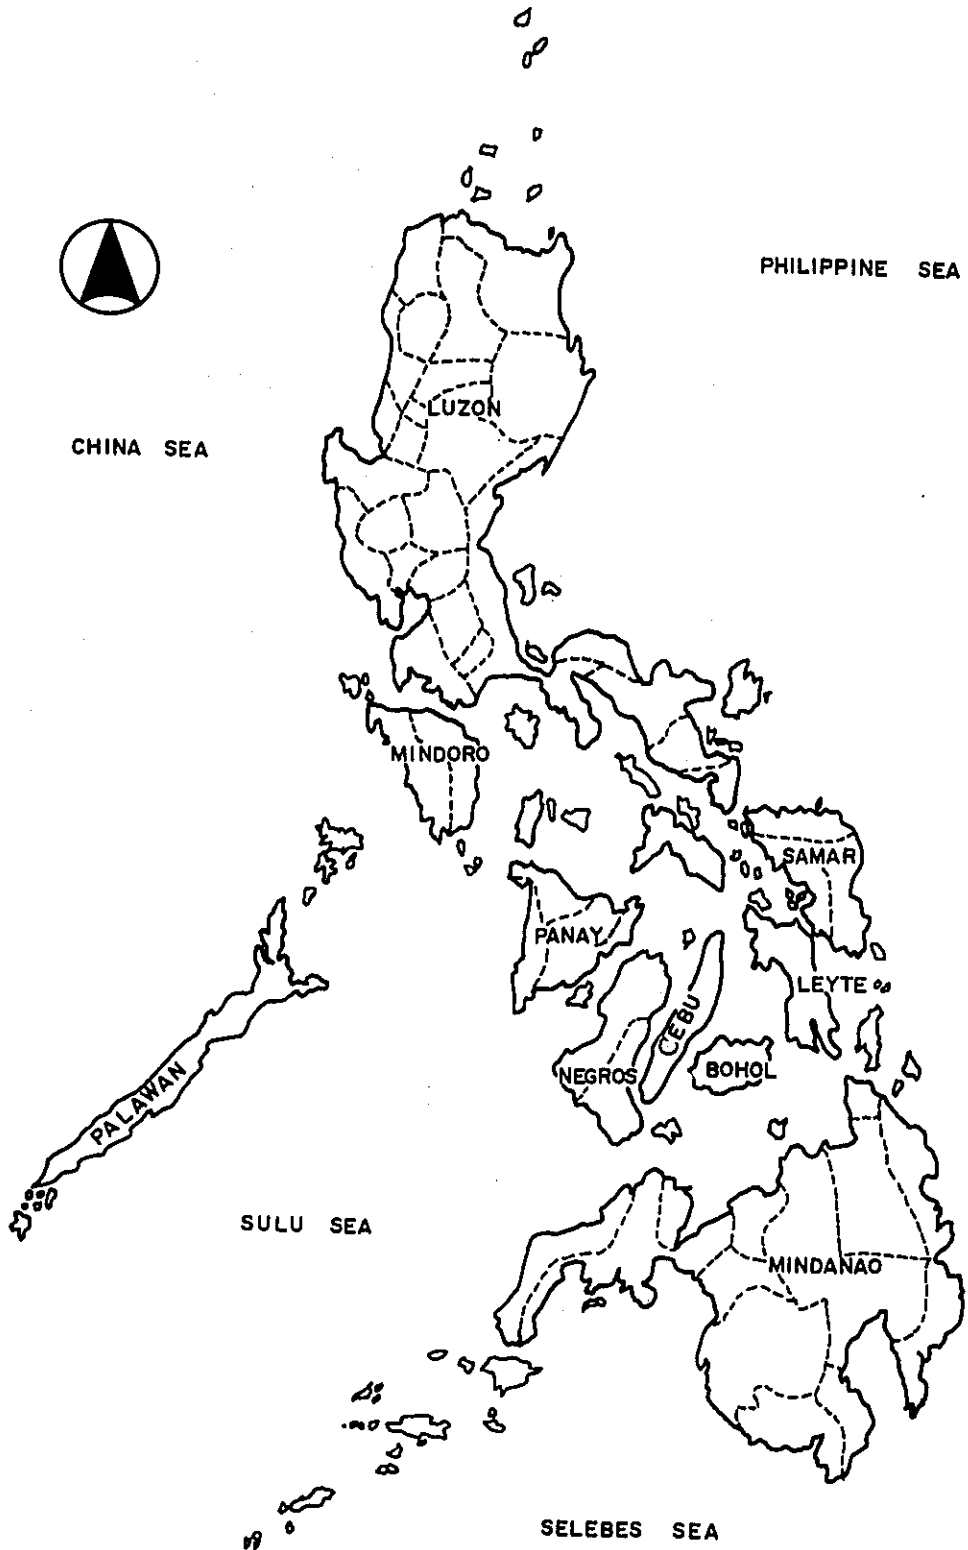 PHILIPPINE SEA
LUZON
CHINA SEA
MINDORO
SAMAR
PANAY
LEYTE
CEBU
PALAWAN
NEGROS
BOHOL
SULU SEA
MINDANAO
SELEBES SEA